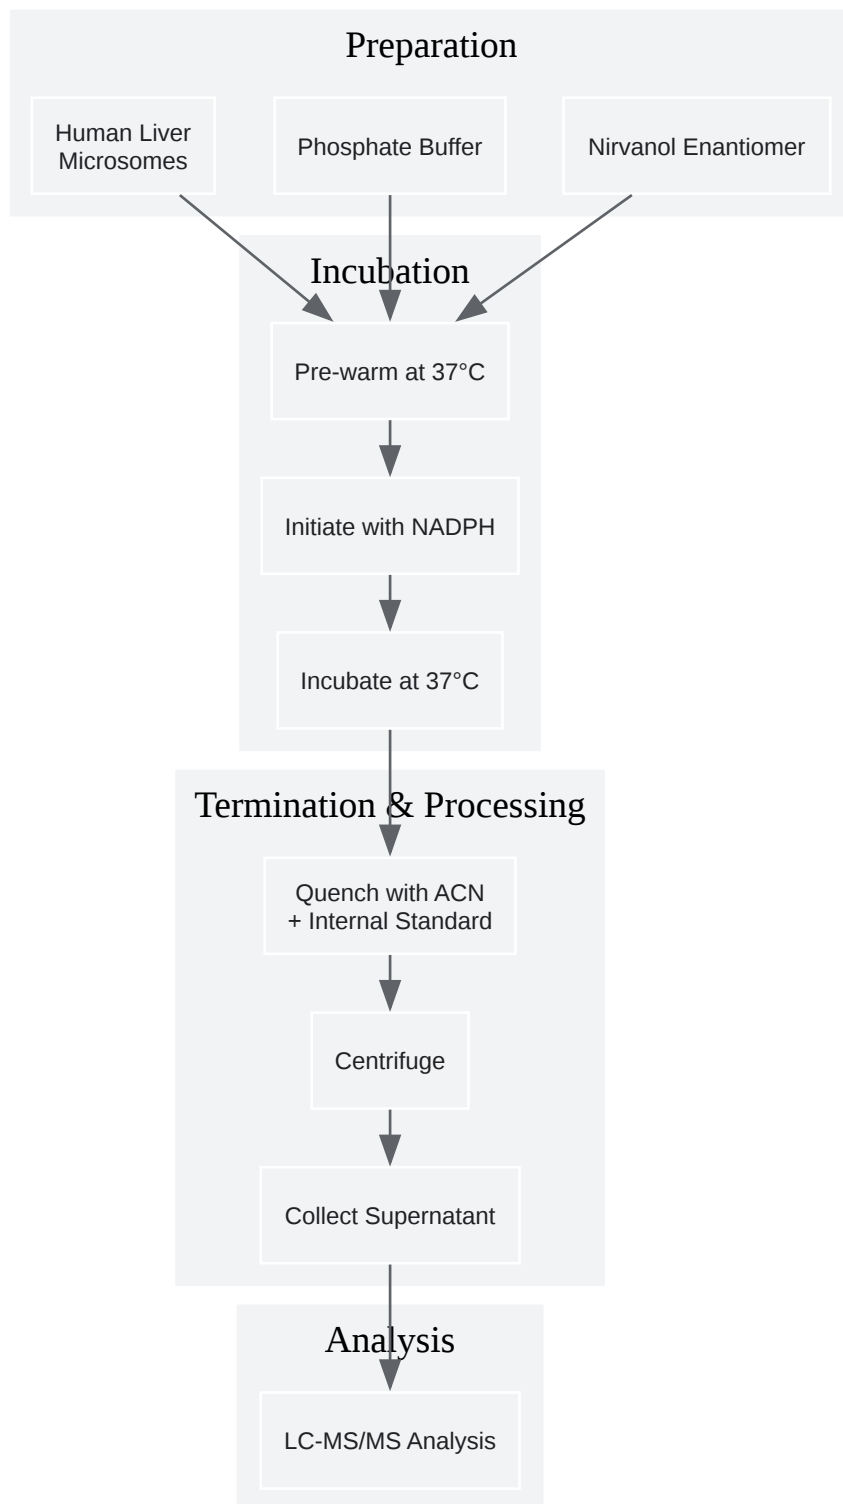 Preparation
Human Liver
Microsomes
Phosphate Buffer
Nirvanol Enantiomer
Incubation
Pre-warm at 37°C
Initiate with NADPH
Incubate at 37°C
Termination & Processing
Quench with ACN
+ Internal Standard
Centrifuge
Collect Supernatant
Analysis
LC-MS/MS Analysis